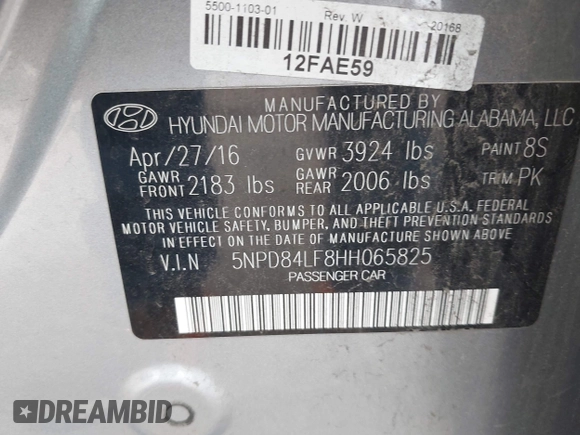 5500-1103-01 Rev. W 20168
12FAE59
MANUFACTURED BY
HYUNDAI MOTOR MANUFACTURING ALABAMA, LLC
Apr/27/16 GVWR 3924 lbs PAINT 8S
GAWR FRONT 2183 lbs GAWR REAR 2006 lbs TRIM PK
THIS VEHICLE CONFORMS TO ALL APPLICABLE U.S.A. FEDERAL
MOTOR VEHICLE SAFETY, BUMPER, AND THEFT PREVENTION STANDARDS
IN EFFECT ON THE DATE OF MANUFACTURE SHOWN ABOVE.
V.I.N 5NPD84LF8HH065825
PASSENGER CAR
DREAMBID